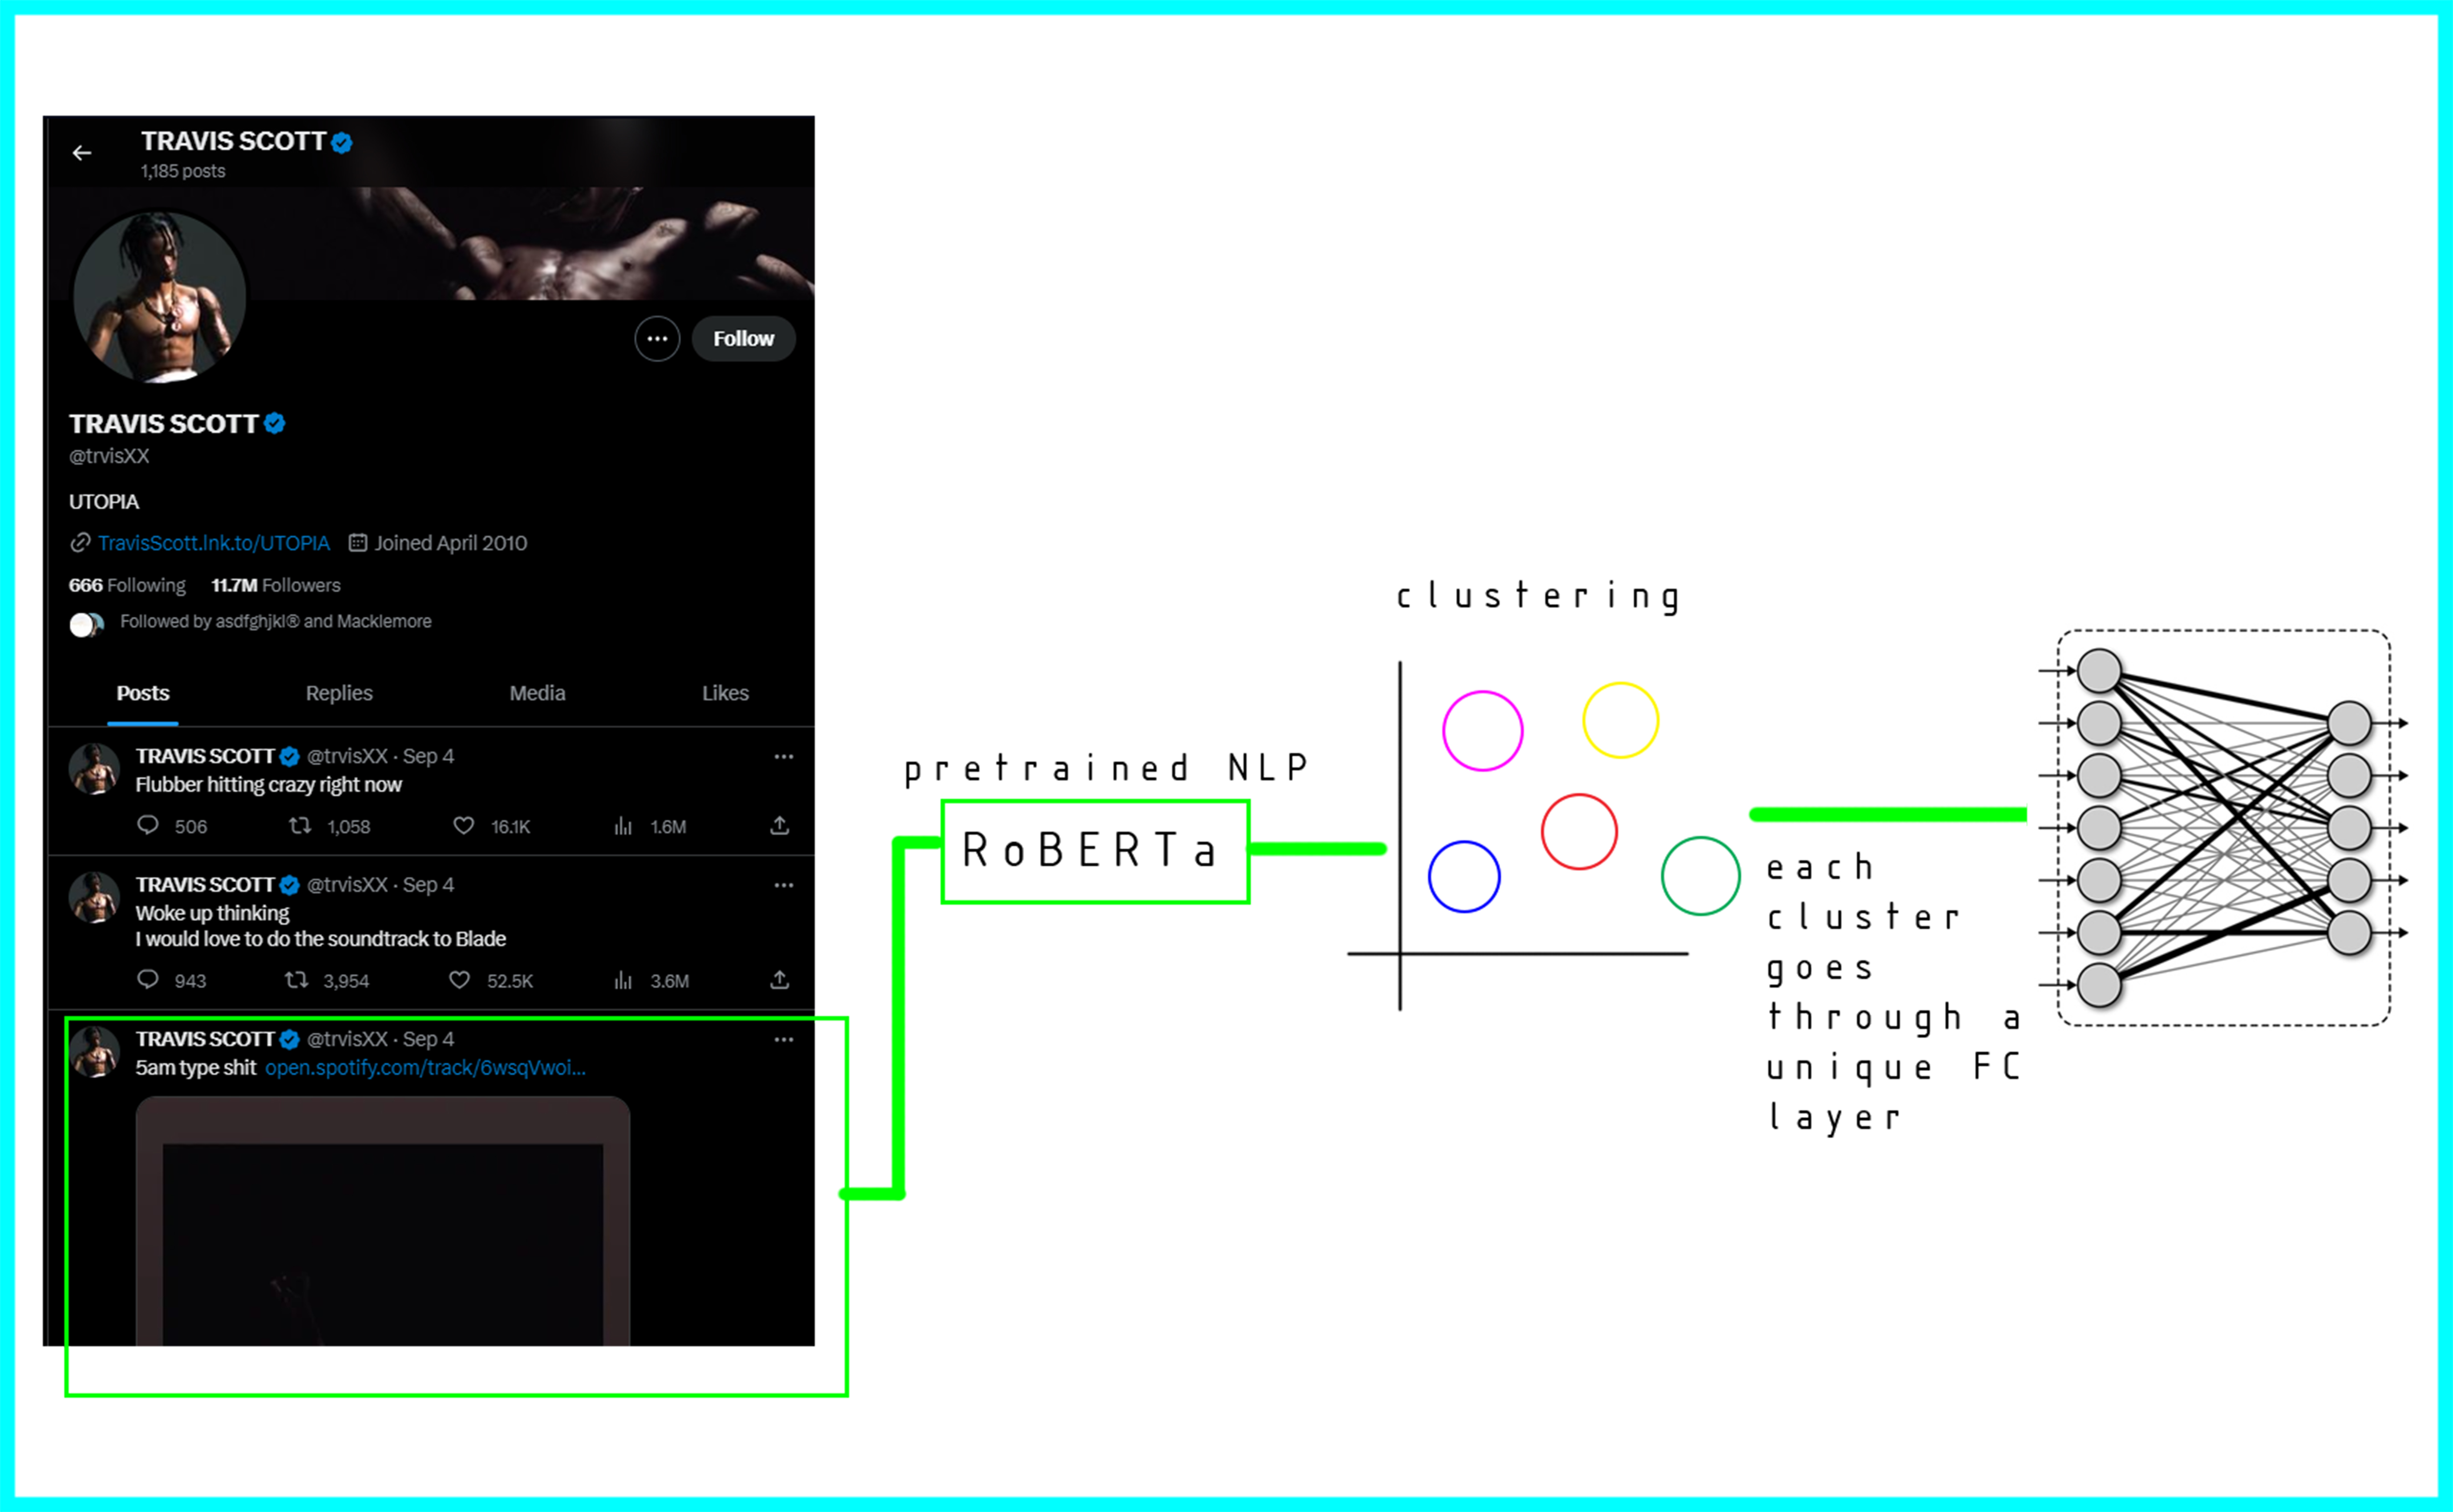 TRAVIS SCOTT
1,185 posts
Follow
TRAVIS SCOTT
@trvisXX
UTOPIA
TravisScott.lnk.to/UTOPIA Joined April 2010
666 Following 11.7M Followers
Followed by asdfghjkl® and Macklemore
Posts Replies Media Likes
TRAVIS SCOTT @trvisXX · Sep 4
Flubber hitting crazy right now
506 1,058 16.1K 1.6M
TRAVIS SCOTT @trvisXX · Sep 4
Woke up thinking
I would love to do the soundtrack to Blade
943 3,954 52.5K 3.6M
TRAVIS SCOTT @trvisXX · Sep 4
5am type shit open.spotify.com/track/6wsqVwoi...
pretrained NLP
RoBERTa
clustering
each
cluster
goes
through a
unique FC
layer